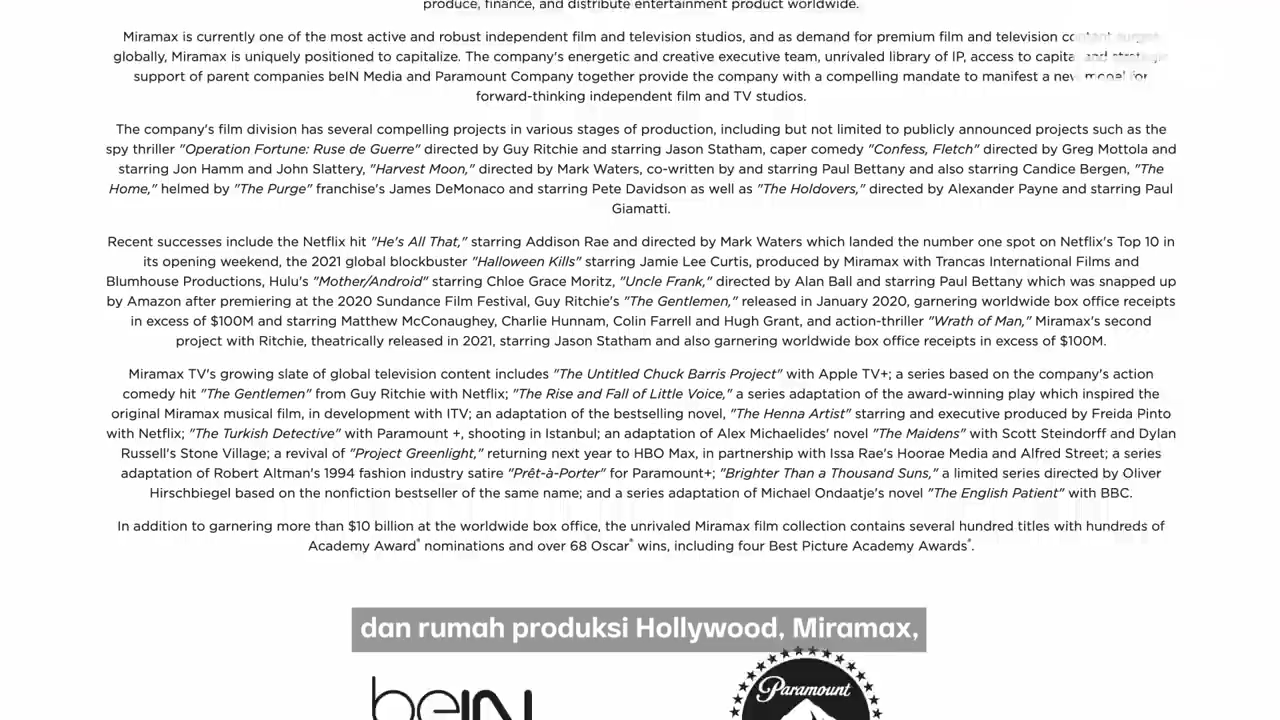 produce, finance, and distribute entertainment product worldwide.
Miramax is currently one of the most active and robust independent film and television studios, and as demand for premium film and television content surges
globally, Miramax is uniquely positioned to capitalize. The company's energetic and creative executive team, unrivaled library of IP, access to capital and strategic
support of parent companies beIN Media and Paramount Company together provide the company with a compelling mandate to manifest a new model for
forward-thinking independent film and TV studios.
The company's film division has several compelling projects in various stages of production, including but not limited to publicly announced projects such as the
spy thriller "Operation Fortune: Ruse de Guerre" directed by Guy Ritchie and starring Jason Statham, caper comedy "Confess, Fletch" directed by Greg Mottola and
starring Jon Hamm and John Slattery, "Harvest Moon," directed by Mark Waters, co-written by and starring Paul Bettany and also starring Candice Bergen, "The
Home," helmed by "The Purge" franchise's James DeMonaco and starring Pete Davidson as well as "The Holdovers," directed by Alexander Payne and starring Paul
Giamatti.
Recent successes include the Netflix hit "He's All That," starring Addison Rae and directed by Mark Waters which landed the number one spot on Netflix's Top 10 in
its opening weekend, the 2021 global blockbuster "Halloween Kills" starring Jamie Lee Curtis, produced by Miramax with Trancas International Films and
Blumhouse Productions, Hulu's "Mother/Android" starring Chloe Grace Moritz, "Uncle Frank," directed by Alan Ball and starring Paul Bettany which was snapped up
by Amazon after premiering at the 2020 Sundance Film Festival, Guy Ritchie's "The Gentlemen," released in January 2020, garnering worldwide box office receipts
in excess of $100M and starring Matthew McConaughey, Charlie Hunnam, Colin Farrell and Hugh Grant, and action-thriller "Wrath of Man," Miramax's second
project with Ritchie, theatrically released in 2021, starring Jason Statham and also garnering worldwide box office receipts in excess of $100M.
Miramax TV's growing slate of global television content includes "The Untitled Chuck Barris Project" with Apple TV+; a series based on the company's action
comedy hit "The Gentlemen" from Guy Ritchie with Netflix; "The Rise and Fall of Little Voice," a series adaptation of the award-winning play which inspired the
original Miramax musical film, in development with ITV; an adaptation of the bestselling novel, "The Henna Artist" starring and executive produced by Freida Pinto
with Netflix; "The Turkish Detective" with Paramount +, shooting in Istanbul; an adaptation of Alex Michaelides' novel "The Maidens" with Scott Steindorff and Dylan
Russell's Stone Village; a revival of "Project Greenlight," returning next year to HBO Max, in partnership with Issa Rae's Hoorae Media and Alfred Street; a series
adaptation of Robert Altman's 1994 fashion industry satire "Prêt-à-Porter" for Paramount+; "Brighter Than a Thousand Suns," a limited series directed by Oliver
Hirschbiegel based on the nonfiction bestseller of the same name; and a series adaptation of Michael Ondaatje's novel "The English Patient" with BBC.
In addition to garnering more than $10 billion at the worldwide box office, the unrivaled Miramax film collection contains several hundred titles with hundreds of
Academy Award® nominations and over 68 Oscar® wins, including four Best Picture Academy Awards®.
dan rumah produksi Hollywood, Miramax,
beIN
Paramount